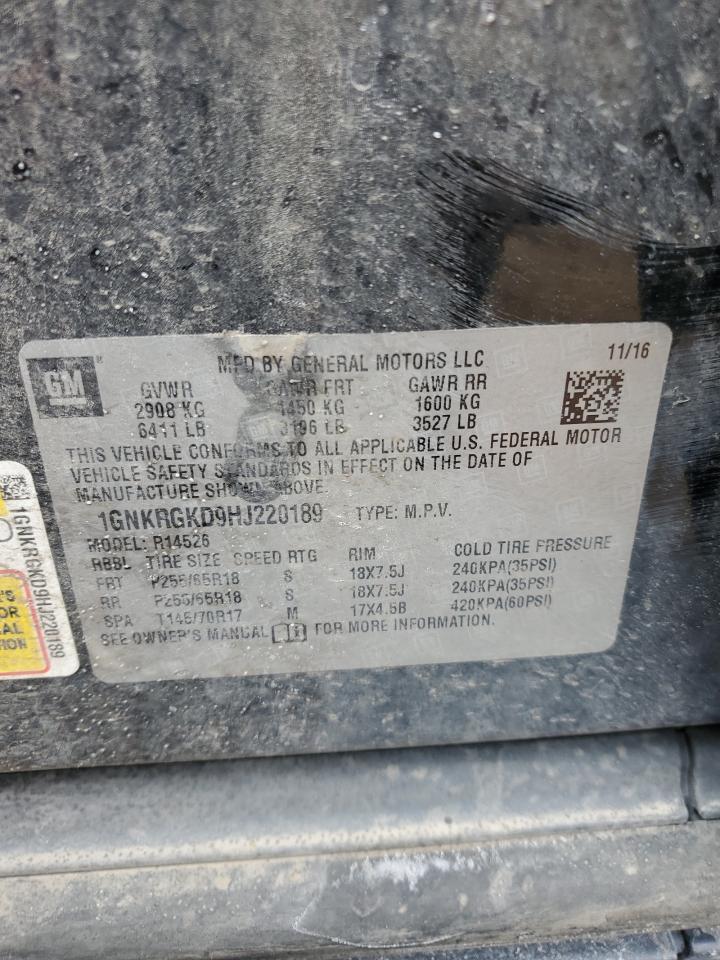 GM
MFD BY GENERAL MOTORS LLC
11/16
GVWR GAWR FRT GAWR RR
2908 KG 1450 KG 1600 KG
6411 LB 3196 LB 3527 LB
THIS VEHICLE CONFORMS TO ALL APPLICABLE U.S. FEDERAL MOTOR
VEHICLE SAFETY STANDARDS IN EFFECT ON THE DATE OF
MANUFACTURE SHOWN ABOVE
1GNKRGKD9HJ220189 TYPE: M.P.V.
MODEL: R14526
TIRE SIZE SPEED RTG RIM COLD TIRE PRESSURE
FRT P255/65R18 S 18X7.5J 240KPA(35PSI)
RR P255/65R18 S 18X7.5J 240KPA(35PSI)
SPA T145/70R17 M 17X4.5B 420KPA(60PSI)
SEE OWNER'S MANUAL FOR MORE INFORMATION.
1GNKRGKD9HJ220189